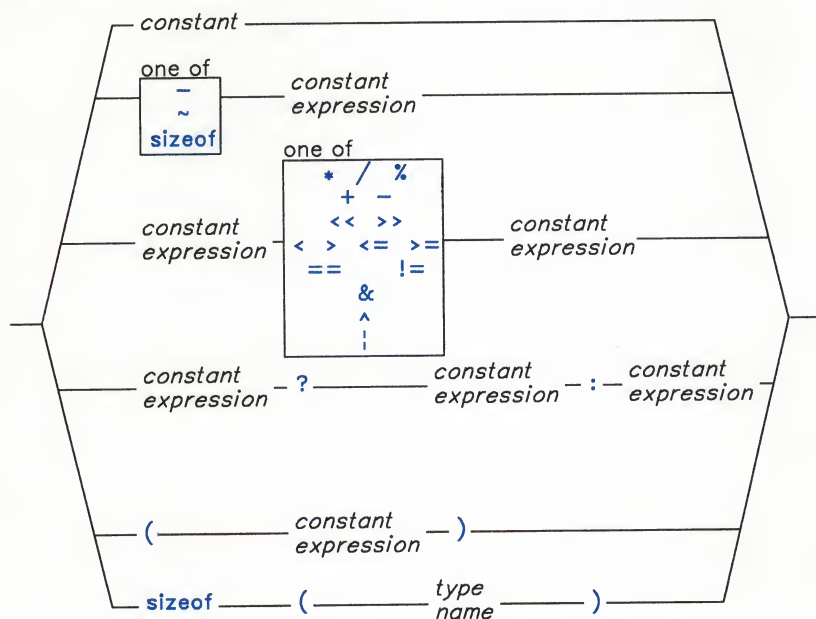 constant
one of
−
~
sizeof
constant
expression
one of
* / %
+ −
<< >>
< > <= >=
== !=
&
^
¦
constant
expression
constant
expression
constant
expression
?
constant
expression
:
constant
expression
(
constant
expression
)
sizeof
(
type
name
)